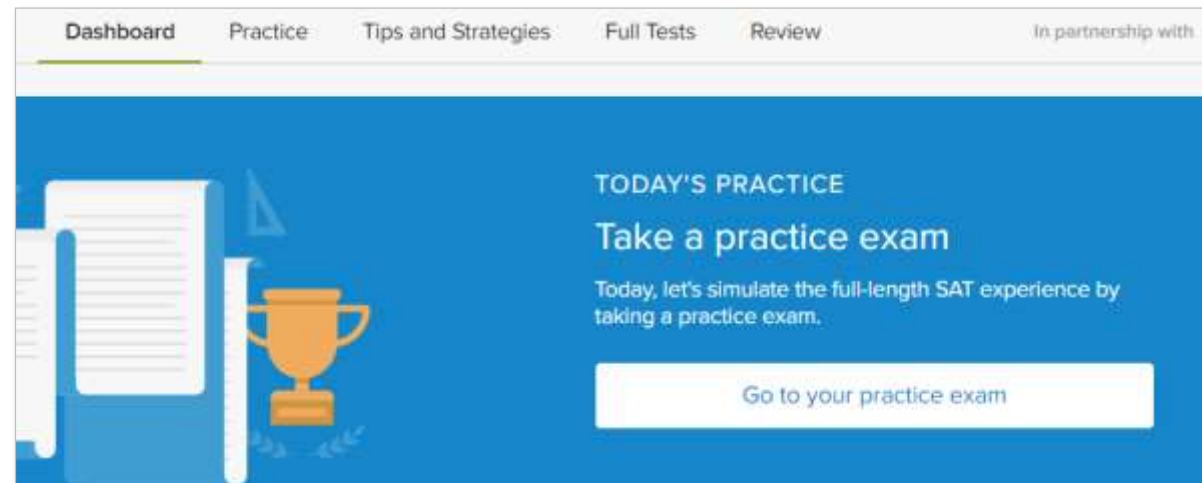 Dashboard Practice Tips and Strategies Full Tests Review In partnership with
TODAY'S PRACTICE
Take a practice exam
Today, let's simulate the full-length SAT experience by
taking a practice exam.
Go to your practice exam